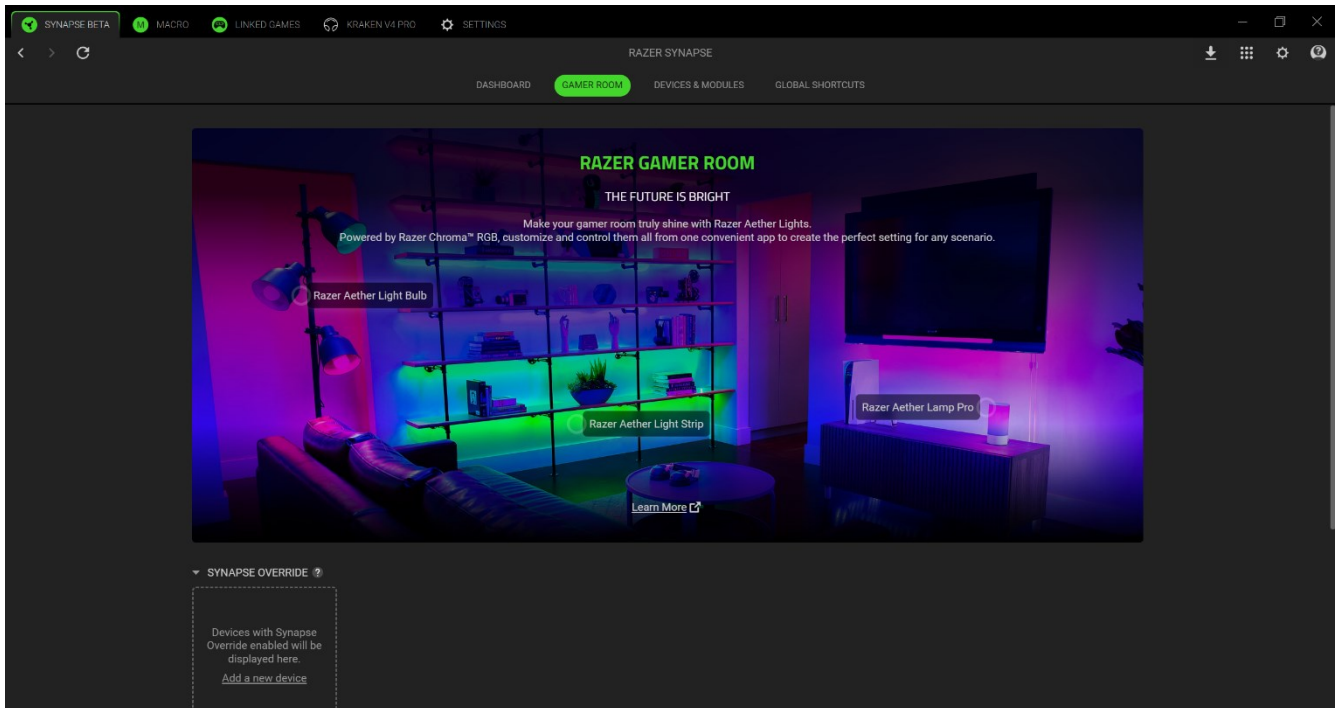 SYNAPSE BETA
MACRO
LINKED GAMES
KRAKEN V4 PRO
SETTINGS
RAZER SYNAPSE
DASHBOARD
GAMER ROOM
DEVICES & MODULES
GLOBAL SHORTCUTS
RAZER GAMER ROOM
THE FUTURE IS BRIGHT
Make your gamer room truly shine with Razer Aether Lights.
Powered by Razer Chroma™ RGB, customize and control them all from one convenient app to create the perfect setting for any scenario.
Razer Aether Light Bulb
Razer Aether Lamp Pro
Razer Aether Light Strip
Learn More
SYNAPSE OVERRIDE ?
Devices with Synapse
Override enabled will be
displayed here.
Add a new device